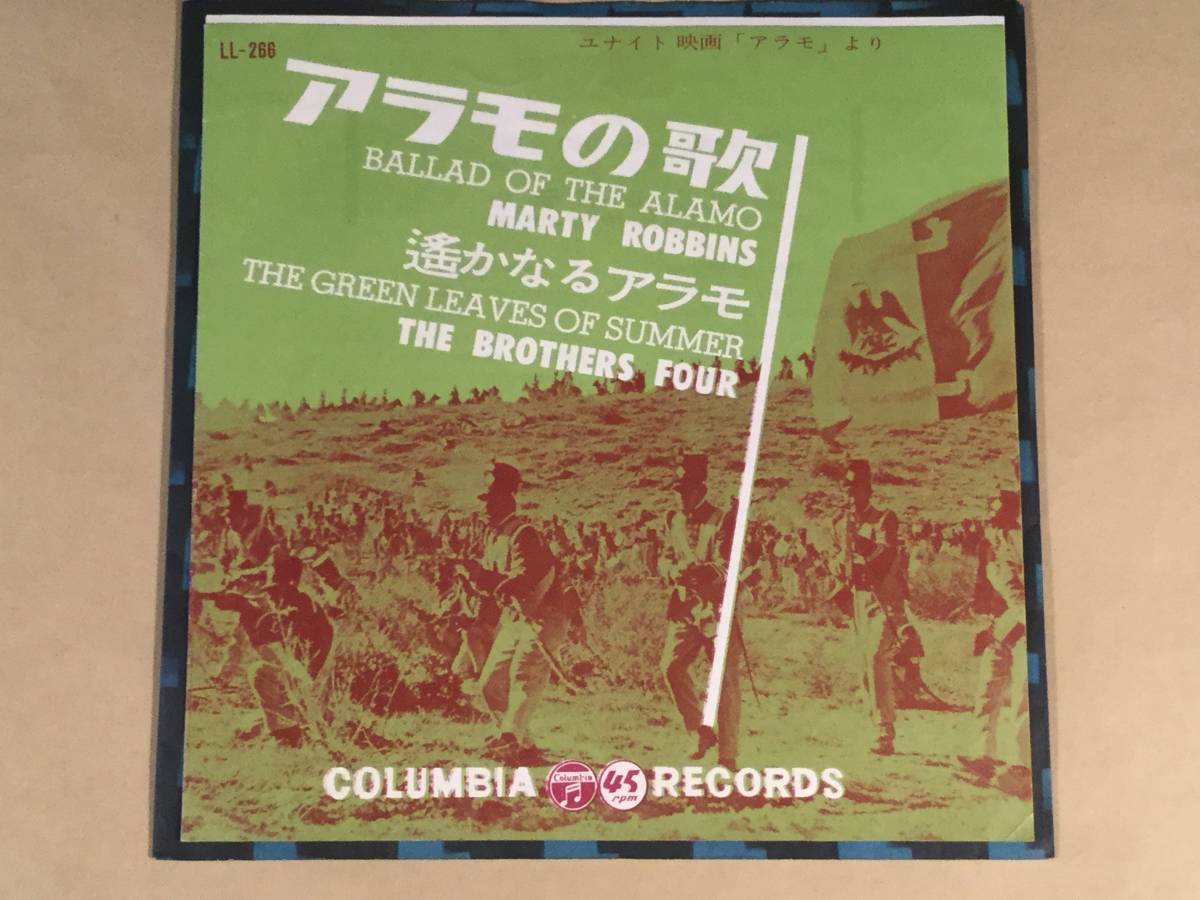 LL-266
ユナイト映画「アラモ」より
アラモの歌
BALLAD OF THE ALAMO
MARTY ROBBINS
遙かなるアラモ
THE GREEN LEAVES OF SUMMER
THE BROTHERS FOUR
COLUMBIA Columbia 45 rpm RECORDS